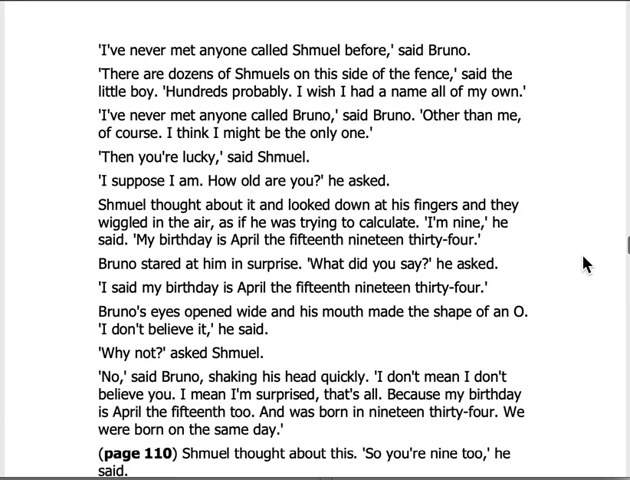 'I've never met anyone called Shmuel before,' said Bruno.
'There are dozens of Shmuels on this side of the fence,' said the
little boy. 'Hundreds probably. I wish I had a name all of my own.'
'I've never met anyone called Bruno,' said Bruno. 'Other than me,
of course. I think I might be the only one.'
'Then you're lucky,' said Shmuel.
'I suppose I am. How old are you?' he asked.
Shmuel thought about it and looked down at his fingers and they
wiggled in the air, as if he was trying to calculate. 'I'm nine,' he
said. 'My birthday is April the fifteenth nineteen thirty-four.'
Bruno stared at him in surprise. 'What did you say?' he asked.
'I said my birthday is April the fifteenth nineteen thirty-four.'
Bruno's eyes opened wide and his mouth made the shape of an O.
'I don't believe it,' he said.
'Why not?' asked Shmuel.
'No,' said Bruno, shaking his head quickly. 'I don't mean I don't
believe you. I mean I'm surprised, that's all. Because my birthday
is April the fifteenth too. And was born in nineteen thirty-four. We
were born on the same day.'
(page 110) Shmuel thought about this. 'So you're nine too,' he
said.